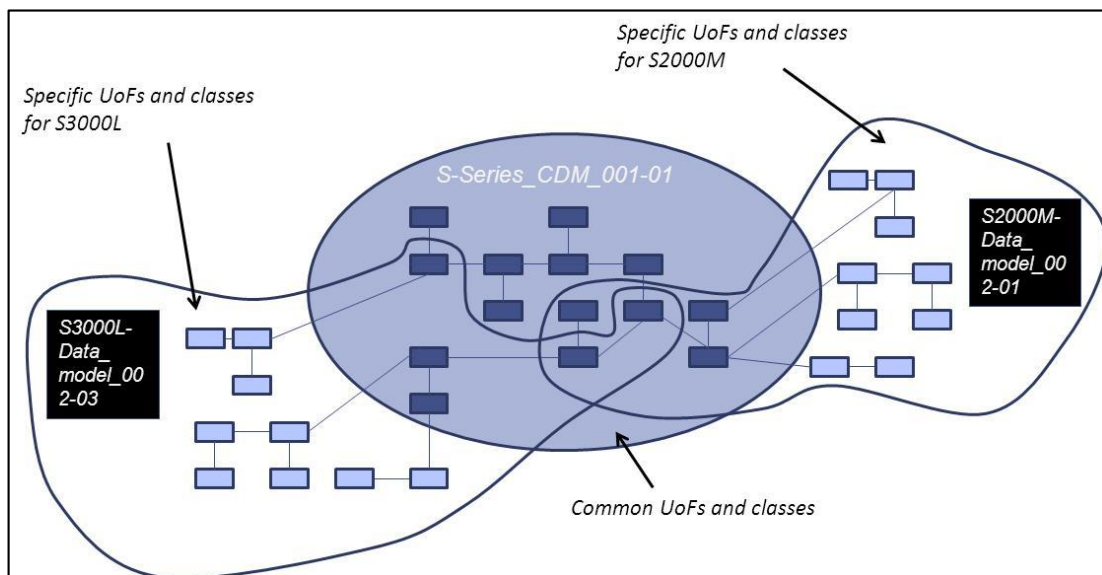 Specific UoFs and classes
for S2000M
Specific UoFs and classes
for S3000L
S-Series_CDM_001-01
S2000M-
Data_
model_00
2-01
S3000L-
Data_
model_00
2-03
Common UoFs and classes